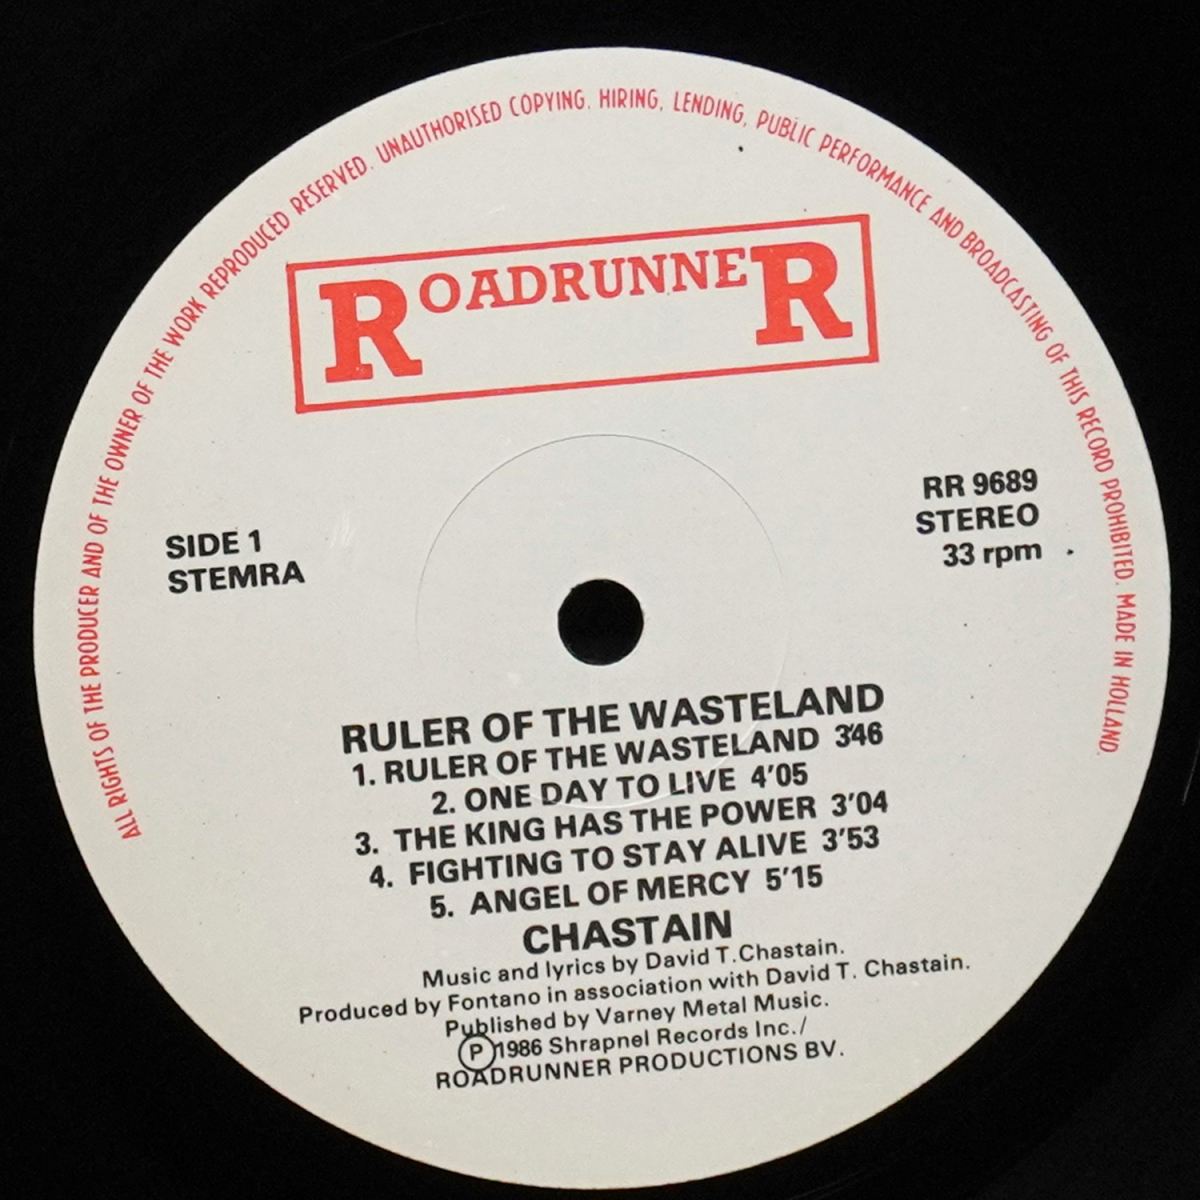 ALL RIGHTS OF THE PRODUCER AND OF THE OWNER OF THE WORK REPRODUCED RESERVED. UNAUTHORISED COPYING. HIRING, LENDING, PUBLIC PERFORMANCE AND BROADCASTING OF THIS RECORD PROHIBITED. MADE IN HOLLAND.
ROADRUNNER
SIDE 1
STEMRA
RR 9689
STEREO
33 rpm
RULER OF THE WASTELAND
1. RULER OF THE WASTELAND 3'46
2. ONE DAY TO LIVE 4'05
3. THE KING HAS THE POWER 3'04
4. FIGHTING TO STAY ALIVE 3'53
5. ANGEL OF MERCY 5'15
CHASTAIN
Music and lyrics by David T.Chastain.
Produced by Fontano in association with David T. Chastain.
Published by Varney Metal Music.
Ⓟ1986 Shrapnel Records Inc./
ROADRUNNER PRODUCTIONS BV.